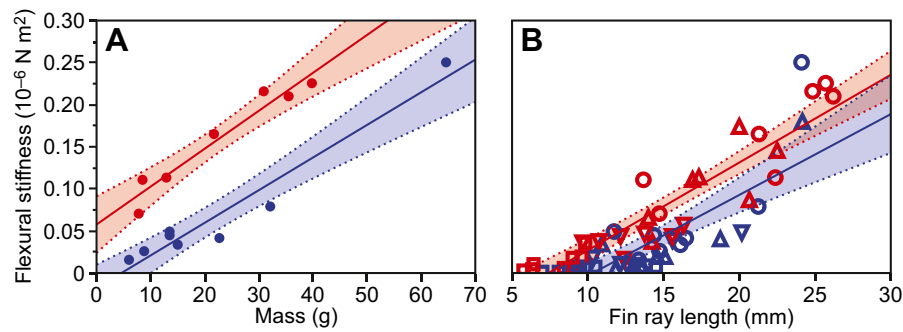 A
B
Flexural stiffness (10⁻⁶ N m²)
0.30
0.25
0.20
0.15
0.10
0.05
0
0 10 20 30 40 50 60 70
5 10 15 20 25 30
Mass (g)
Fin ray length (mm)